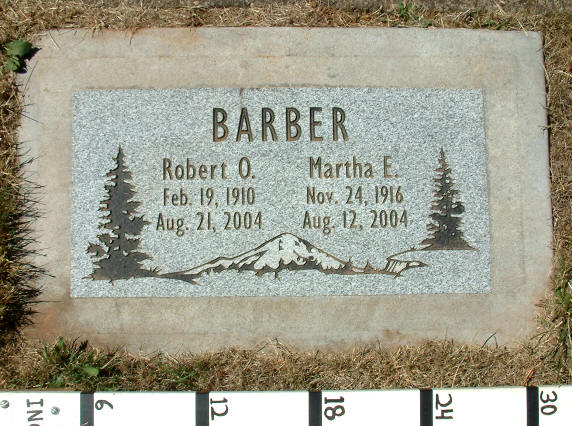 BARBER
Robert O. Martha E.
Feb. 19, 1910 Nov. 24, 1916
Aug. 21, 2004 Aug. 12, 2004
6 12 18 24 30